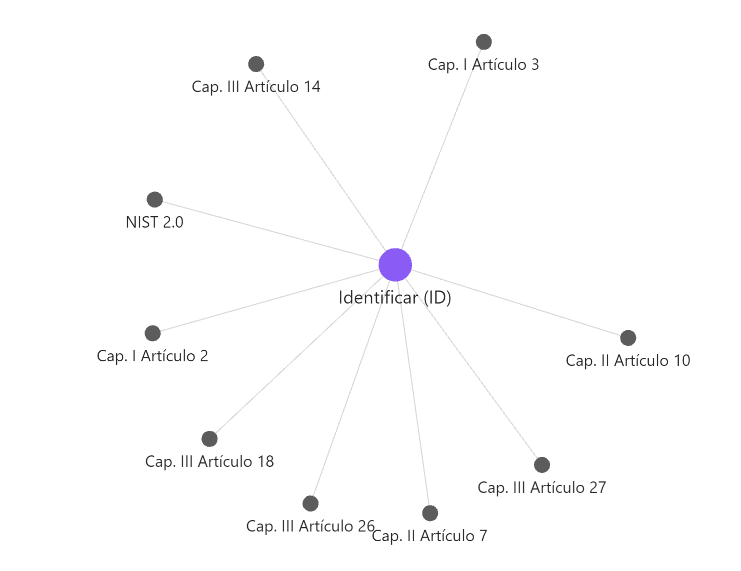 Cap. I Artículo 3
Cap. III Artículo 14
NIST 2.0
Identificar (ID)
Cap. I Artículo 2
Cap. II Artículo 10
Cap. III Artículo 18
Cap. III Artículo 27
Cap. III Artículo 26
Cap. II Artículo 7